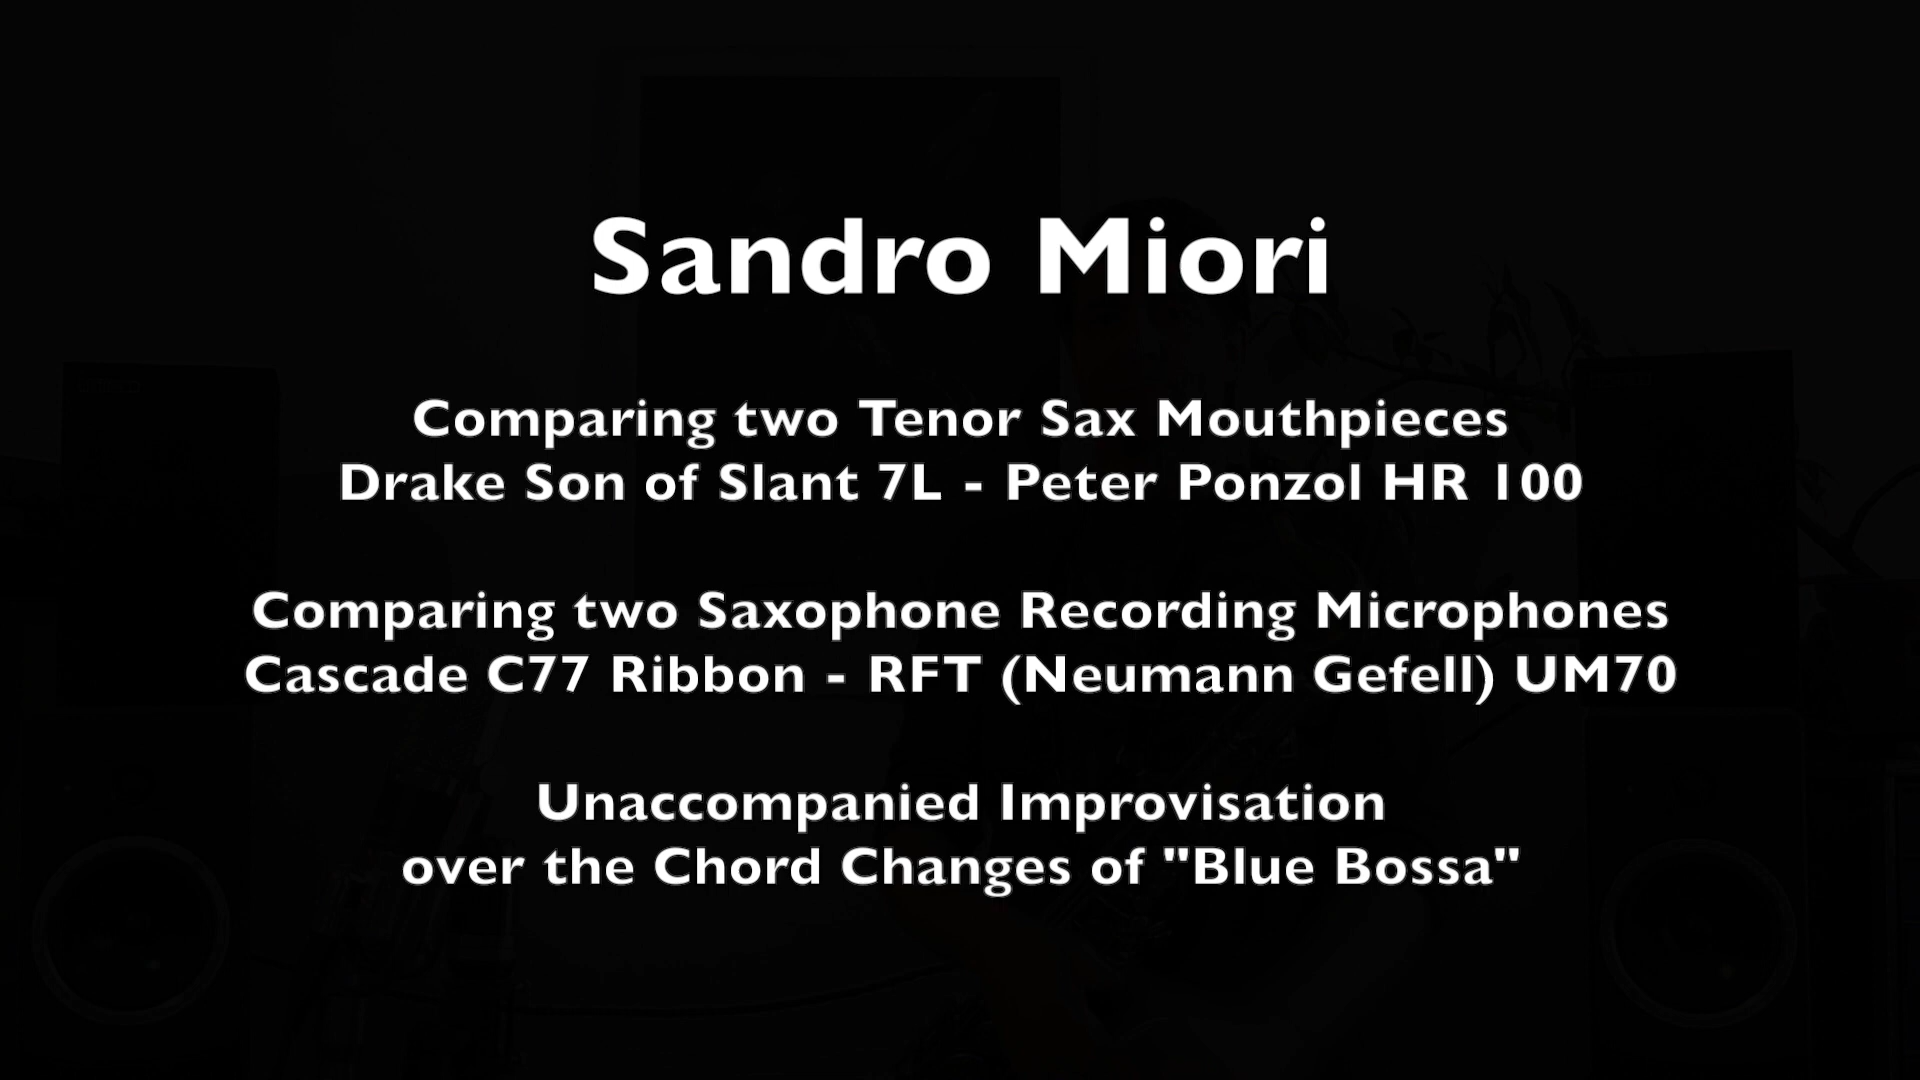 Sandro Miori
Comparing two Tenor Sax Mouthpieces
Drake Son of Slant 7L - Peter Ponzol HR 100
Comparing two Saxophone Recording Microphones
Cascade C77 Ribbon - RFT (Neumann Gefell) UM70
Unaccompanied Improvisation
over the Chord Changes of "Blue Bossa"